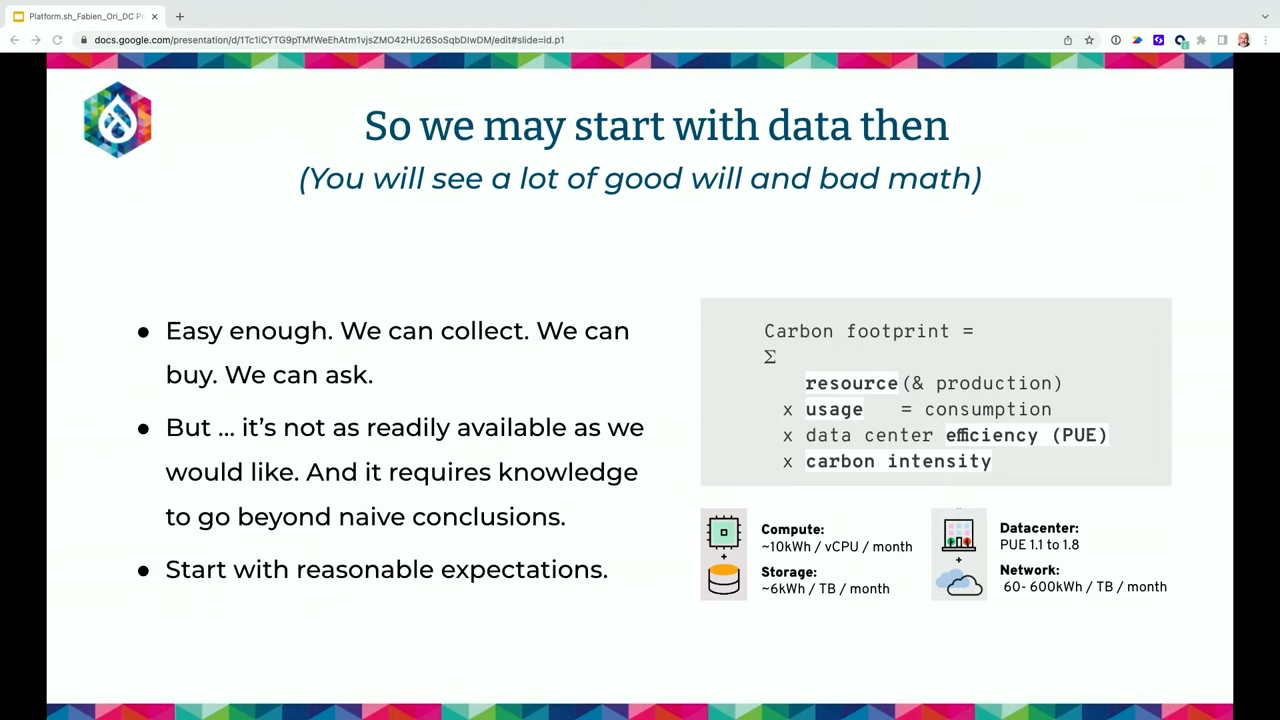 Platform.sh_Fabien_Ori_DC Pr
docs.google.com/presentation/d/1Tc1iCYTG9pTMfWeEhAtm1vjsZMO42HU26SoSqbDIwDM/edit#slide=id.p1
So we may start with data then
(You will see a lot of good will and bad math)
● Easy enough. We can collect. We can
buy. We can ask.
● But ... it's not as readily available as we
would like. And it requires knowledge
to go beyond naive conclusions.
● Start with reasonable expectations.
Carbon footprint =
Σ
resource(& production)
x usage = consumption
x data center efficiency (PUE)
x carbon intensity
Compute:
~10kWh / vCPU / month
+
Storage:
~6kWh / TB / month
Datacenter:
PUE 1.1 to 1.8
+
Network:
60- 600kWh / TB / month